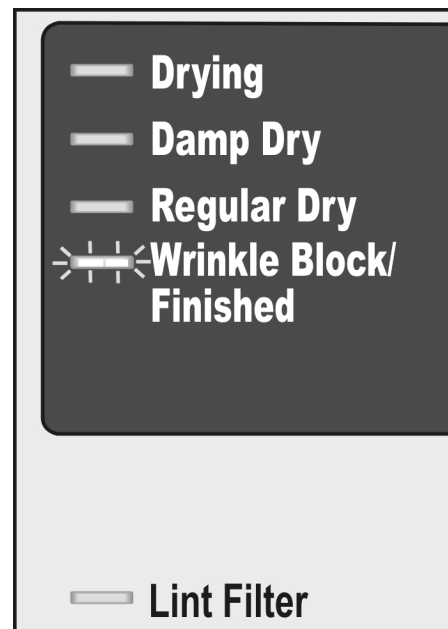 Drying
Damp Dry
Regular Dry
Wrinkle Block/
Finished
Lint Filter